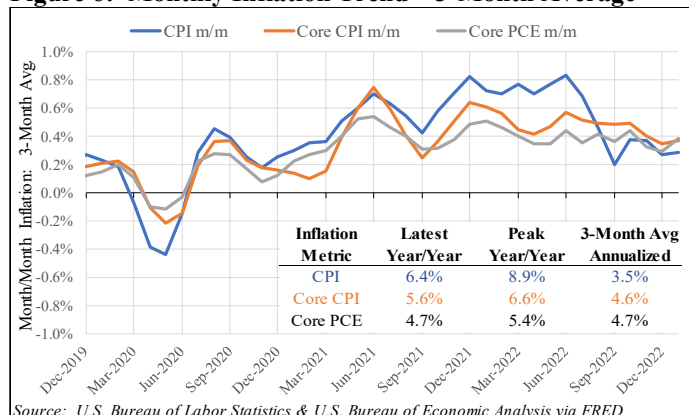 Figure 6: Monthly Inflation Trend – 3-Month Average
CPI m/m Core CPI m/m Core PCE m/m
Month/Month Inflation: 3-Month Avg
1.0%
0.8%
0.6%
0.4%
0.2%
0.0%
-0.2%
-0.4%
-0.6%
-0.8%
-1.0%
Inflation Latest Peak 3-Month Avg
Metric Year/Year Year/Year Annualized
CPI 6.4% 8.9% 3.5%
Core CPI 5.6% 6.6% 4.6%
Core PCE 4.7% 5.4% 4.7%
Dec-2019
Mar-2020
Jun-2020
Sep-2020
Dec-2020
Mar-2021
Jun-2021
Sep-2021
Dec-2021
Mar-2022
Jun-2022
Sep-2022
Dec-2022
Source: U.S. Bureau of Labor Statistics & U.S. Bureau of Economic Analysis via FRED